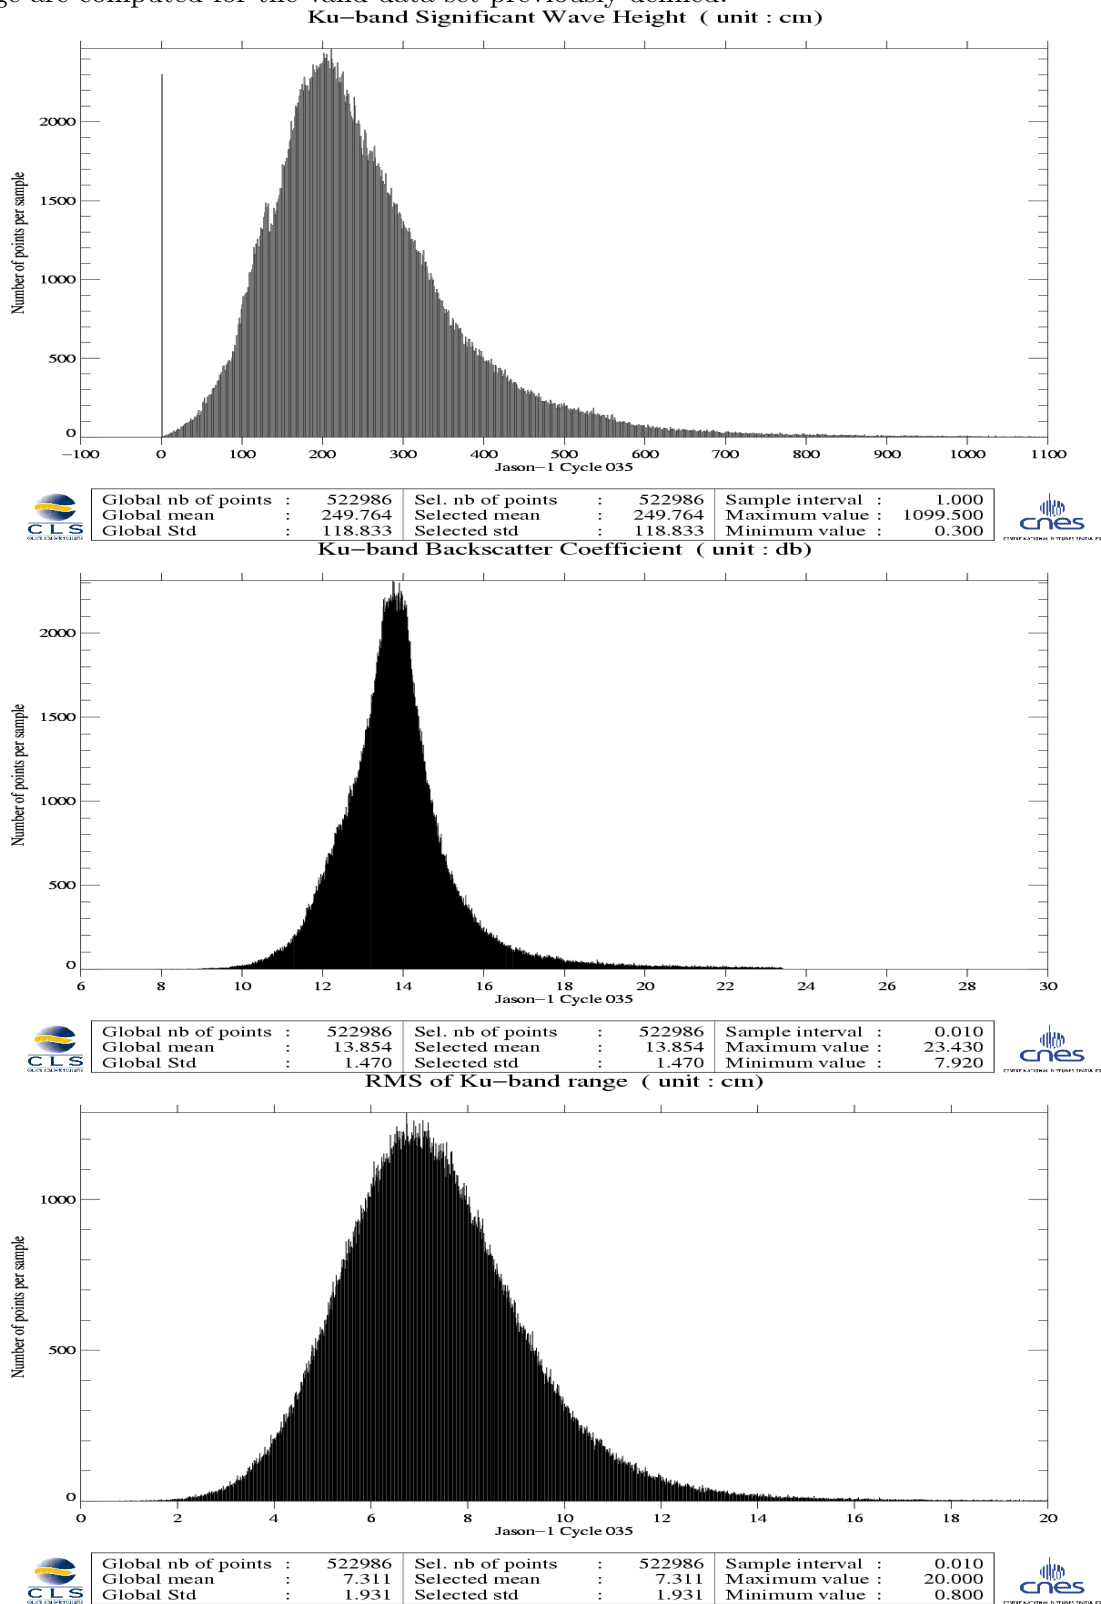 ge are computed for the valid data set previously defined.
Ku−band Significant Wave Height ( unit : cm)
Number of points per sample
2000
1500
1000
500
0
−100 0 100 200 300 400 500 600 700 800 900 1000 1100
Jason−1 Cycle 035
CLS
Global nb of points : 522986 Sel. nb of points : 522986 Sample interval : 1.000
Global mean : 249.764 Selected mean : 249.764 Maximum value : 1099.500
Global Std : 118.833 Selected std : 118.833 Minimum value : 0.300
cnes
Ku−band Backscatter Coefficient ( unit : db)
Number of points per sample
2000
1500
1000
500
0
6 8 10 12 14 16 18 20 22 24 26 28 30
Jason−1 Cycle 035
CLS
Global nb of points : 522986 Sel. nb of points : 522986 Sample interval : 0.010
Global mean : 13.854 Selected mean : 13.854 Maximum value : 23.430
Global Std : 1.470 Selected std : 1.470 Minimum value : 7.920
cnes
RMS of Ku−band range ( unit : cm)
Number of points per sample
1000
500
0
0 2 4 6 8 10 12 14 16 18 20
Jason−1 Cycle 035
CLS
Global nb of points : 522986 Sel. nb of points : 522986 Sample interval : 0.010
Global mean : 7.311 Selected mean : 7.311 Maximum value : 20.000
Global Std : 1.931 Selected std : 1.931 Minimum value : 0.800
cnes